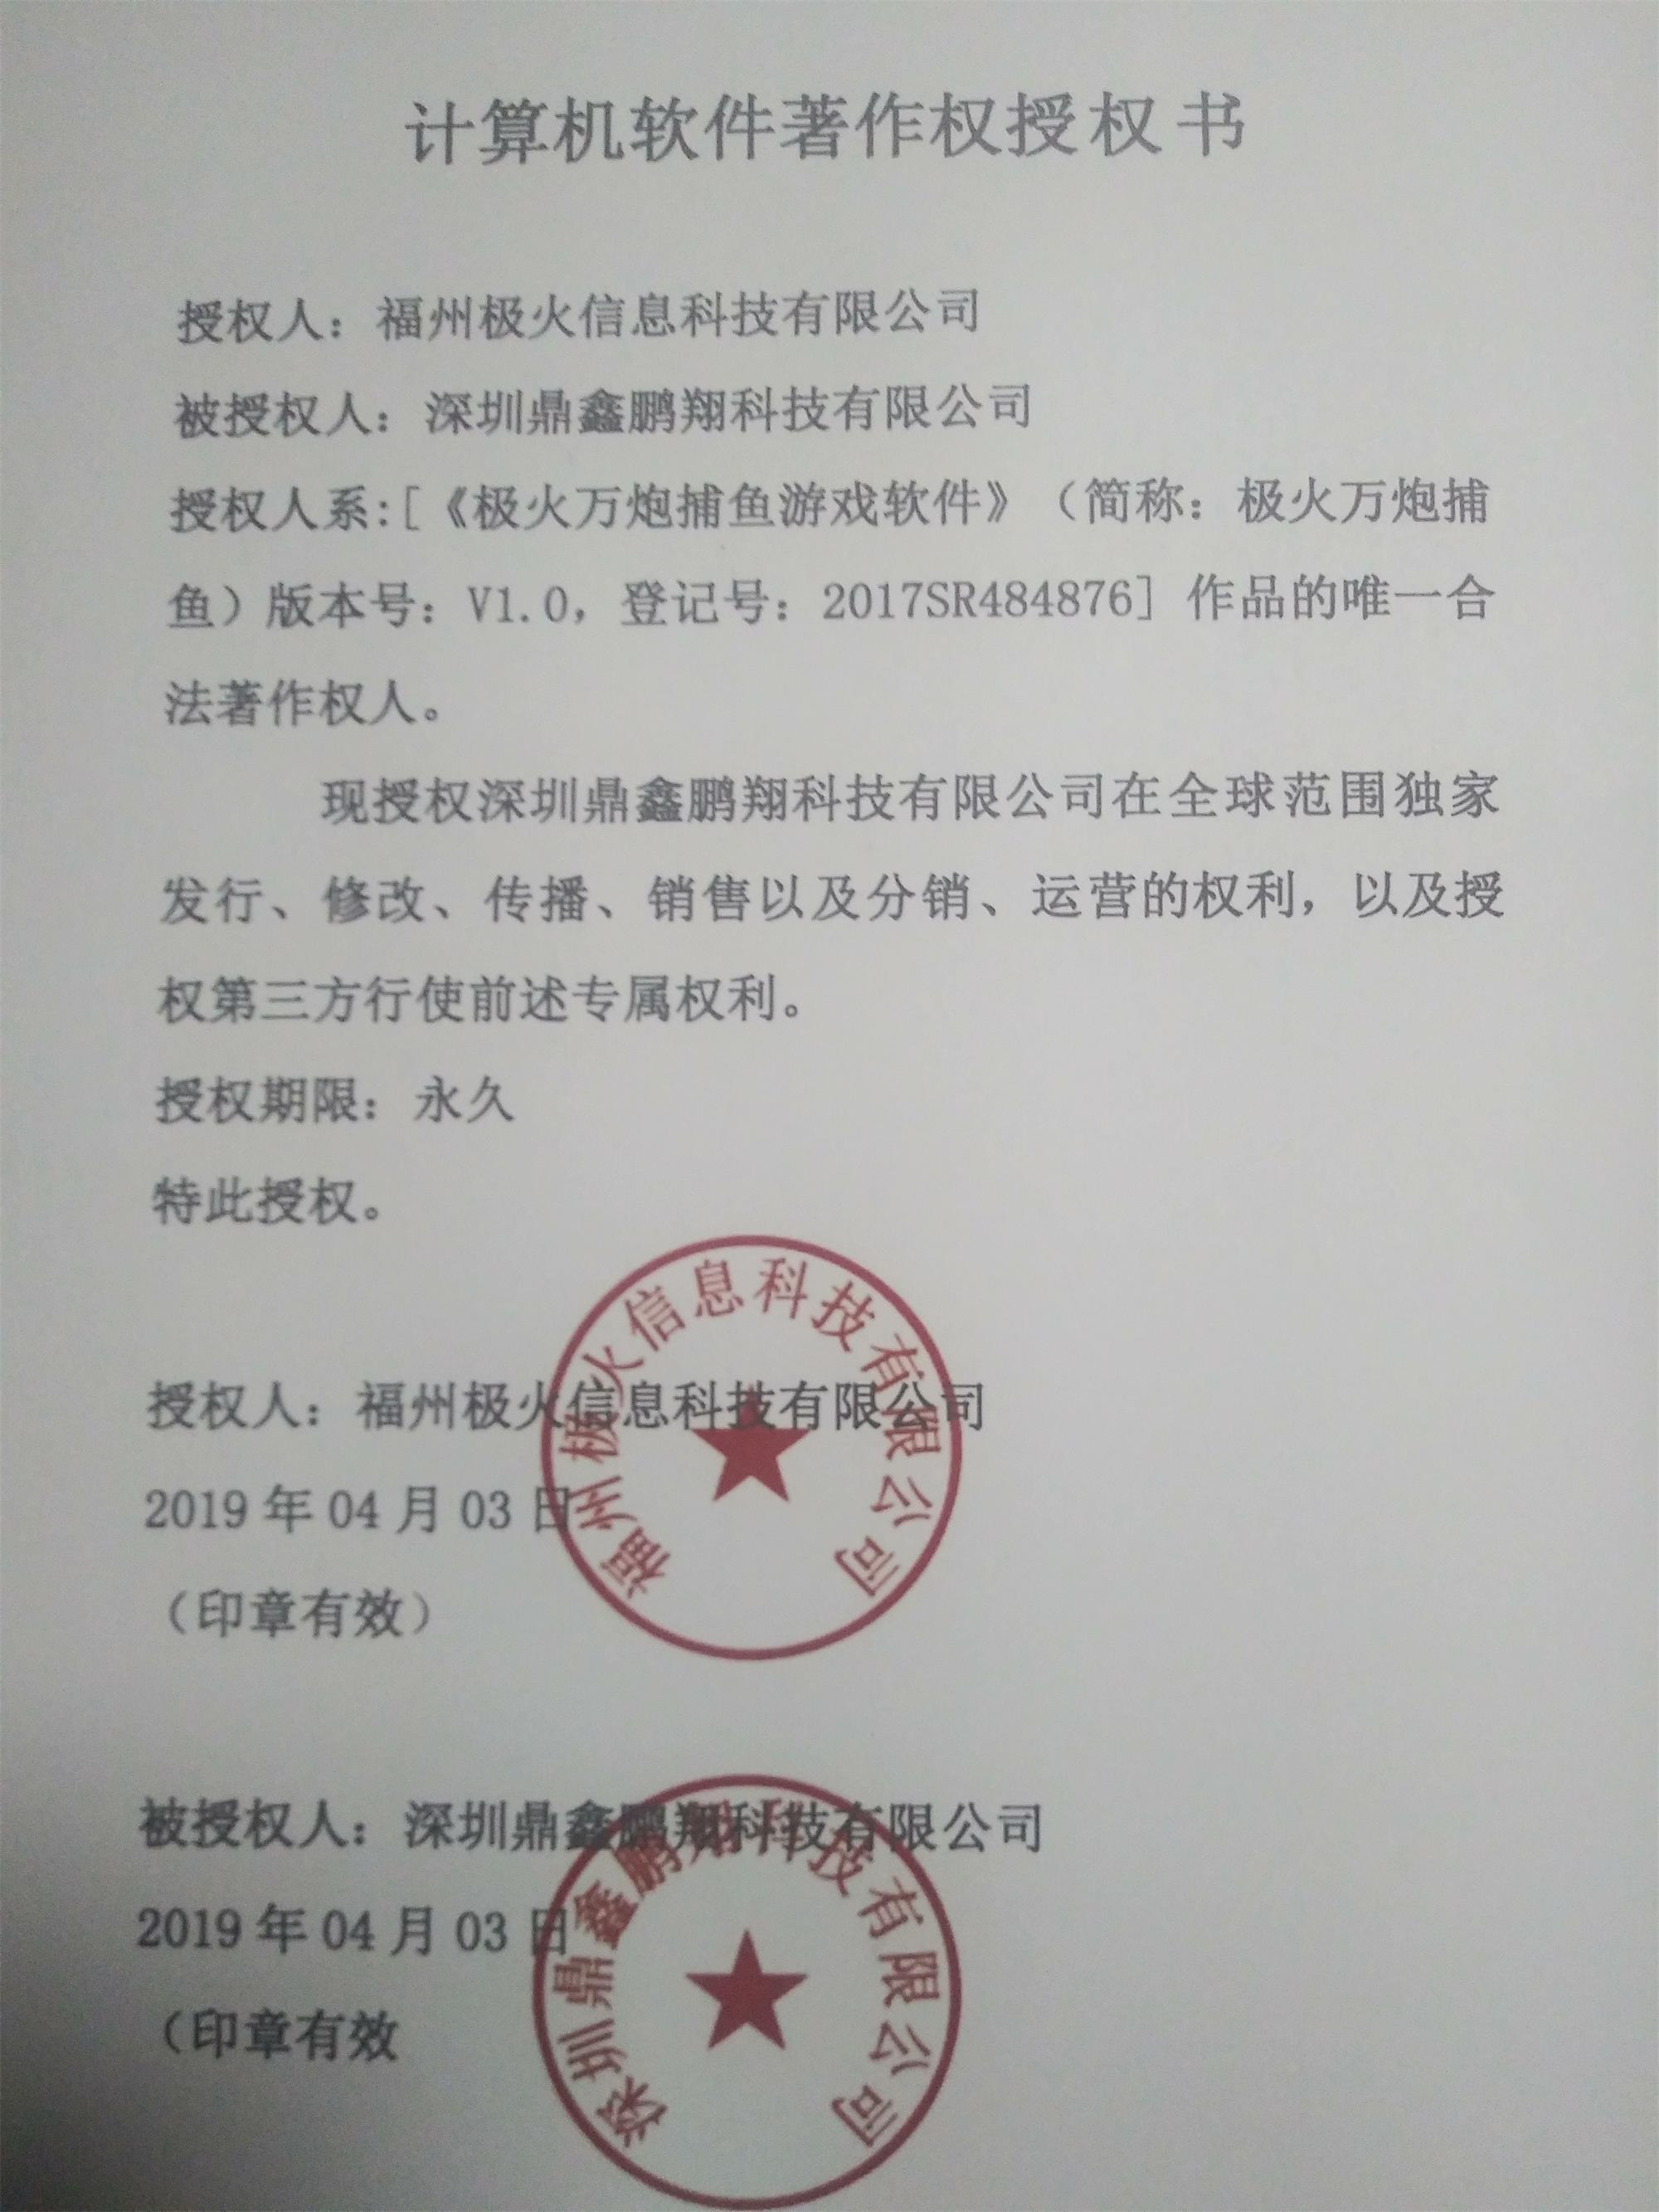 计算机软件著作权授权书
授权人：福州极火信息科技有限公司
被授权人：深圳鼎鑫鹏翔科技有限公司
授权人系:[《极火万炮捕鱼游戏软件》（简称：极火万炮捕
鱼）版本号：V1.0，登记号：2017SR484876] 作品的唯一合
法著作权人。
现授权深圳鼎鑫鹏翔科技有限公司在全球范围独家
发行、修改、传播、销售以及分销、运营的权利，以及授
权第三方行使前述专属权利。
授权期限：永久
特此授权。
福州极火信息科技有限公司
授权人：福州极火信息科技有限公司
2019 年 04 月 03 日
（印章有效）
深圳鼎鑫鹏翔科技有限公司
被授权人：深圳鼎鑫鹏翔科技有限公司
2019 年 04 月 03 日
（印章有效